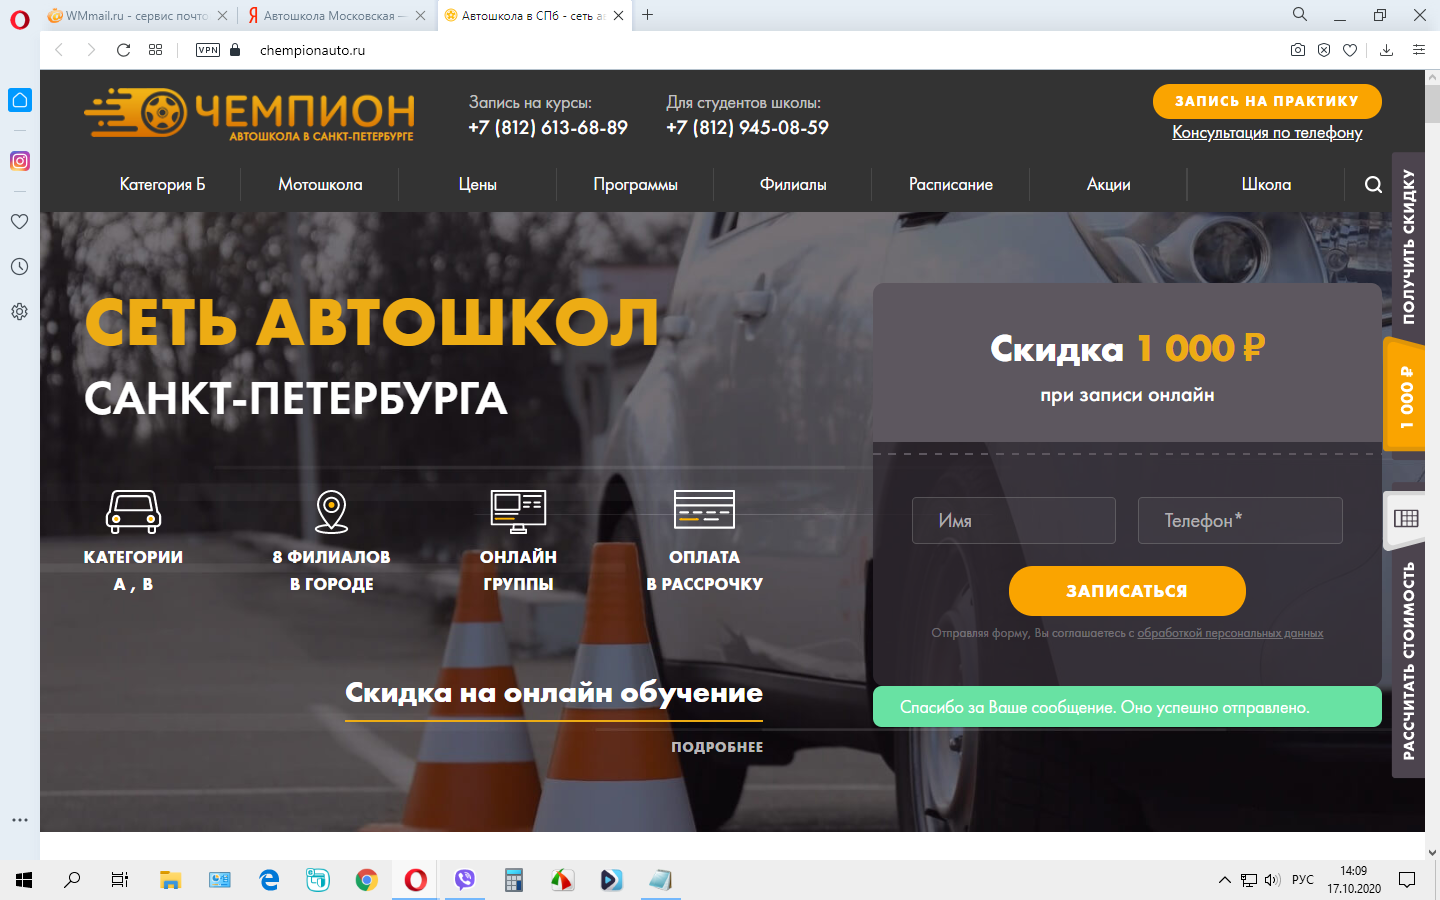 WMmail.ru - сервис почто
Автошкола Московская —
Автошкола в СПб - сеть ав
VPN
chempionauto.ru
ЧЕМПИОН
АВТОШКОЛА В САНКТ-ПЕТЕРБУРГЕ
Запись на курсы:
+7 (812) 613-68-89
Для студентов школы:
+7 (812) 945-08-59
ЗАПИСЬ НА ПРАКТИКУ
Консультация по телефону
Категория Б
Мотошкола
Цены
Программы
Филиалы
Расписание
Акции
Школа
СЕТЬ АВТОШКОЛ
САНКТ-ПЕТЕРБУРГА
КАТЕГОРИИ
А , В
8 ФИЛИАЛОВ
В ГОРОДЕ
ОНЛАЙН
ГРУППЫ
ОПЛАТА
В РАССРОЧКУ
Скидка на онлайн обучение
ПОДРОБНЕЕ
Скидка 1 000 ₽
при записи онлайн
Имя
Телефон*
ЗАПИСАТЬСЯ
Отправляя форму, Вы соглашаетесь с обработкой персональных данных
Спасибо за Ваше сообщение. Оно успешно отправлено.
ПОЛУЧИТЬ СКИДКУ
1 000 ₽
РАССЧИТАТЬ СТОИМОСТЬ
РУС
14:09
17.10.2020